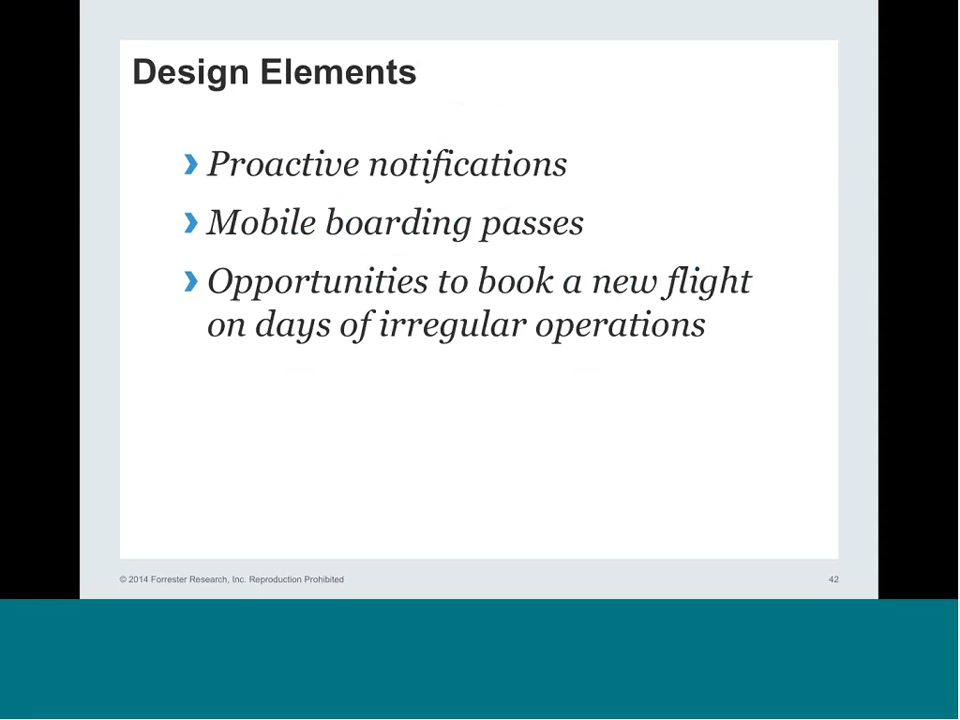 Design Elements
› Proactive notifications
› Mobile boarding passes
› Opportunities to book a new flight
on days of irregular operations
© 2014 Forrester Research, Inc. Reproduction Prohibited
42